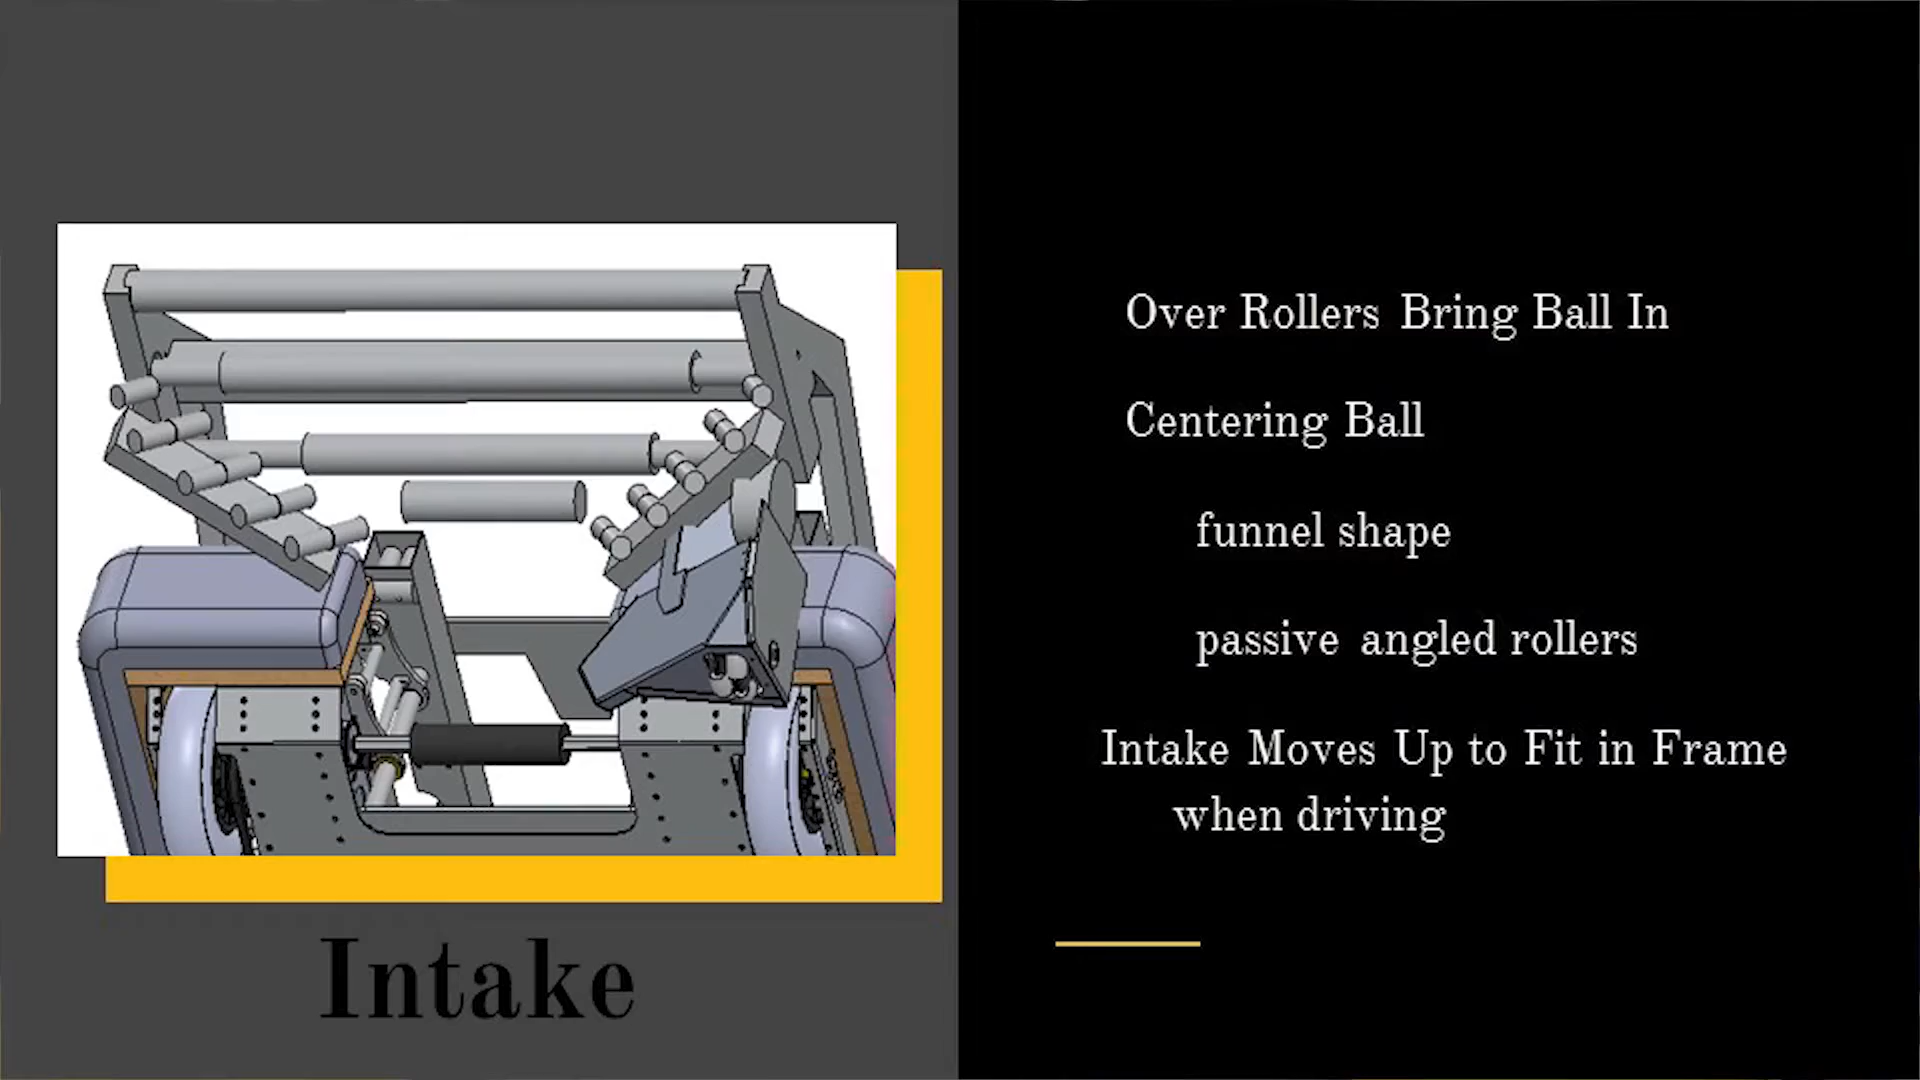 Intake
Over Rollers Bring Ball In
Centering Ball
funnel shape
passive angled rollers
Intake Moves Up to Fit in Frame
when driving